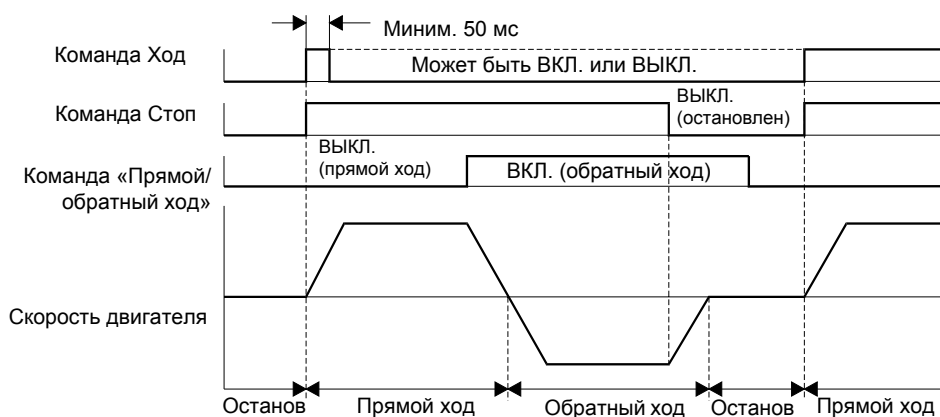 Миним. 50 мс
Команда Ход
Может быть ВКЛ. или ВЫКЛ.
Команда Стоп
ВЫКЛ.
(остановлен)
ВЫКЛ.
(прямой ход)
Команда «Прямой/
обратный ход»
ВКЛ. (обратный ход)
Скорость двигателя
Останов
Прямой ход
Обратный ход
Останов
Прямой ход